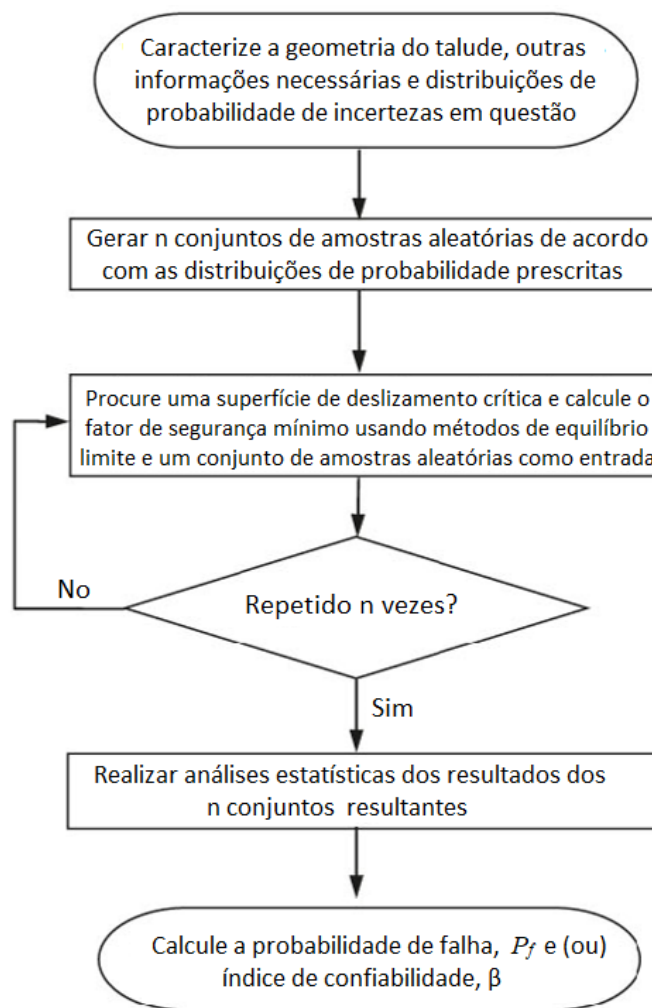 Caracterize a geometria do talude, outras
informações necessárias e distribuições de
probabilidade de incertezas em questão
Gerar n conjuntos de amostras aleatórias de acordo
com as distribuições de probabilidade prescritas
Procure uma superfície de deslizamento crítica e calcule o
fator de segurança mínimo usando métodos de equilíbrio
limite e um conjunto de amostras aleatórias como entrada
No
Repetido n vezes?
Sim
Realizar análises estatísticas dos resultados dos
n conjuntos resultantes
Calcule a probabilidade de falha, P_f e (ou)
índice de confiabilidade, β